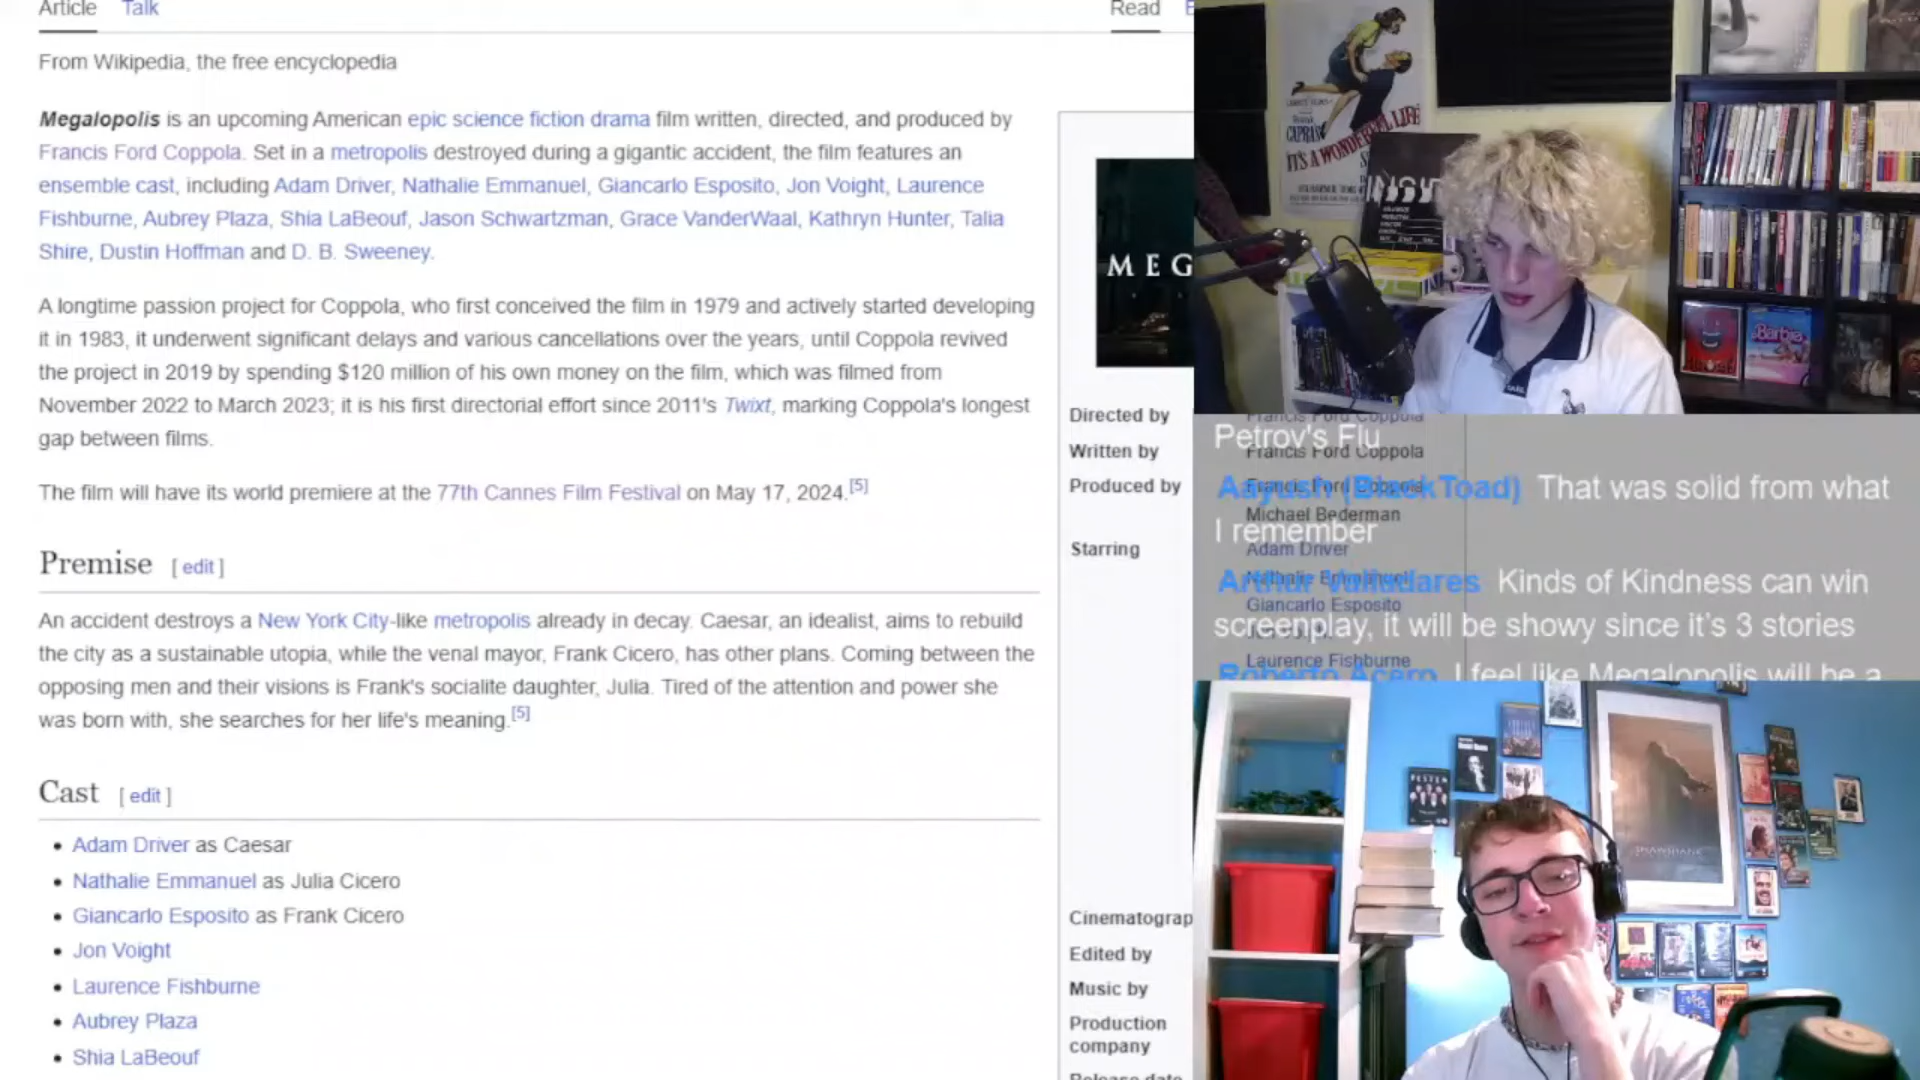 Article Talk
Read
From Wikipedia, the free encyclopedia
Megalopolis is an upcoming American epic science fiction drama film written, directed, and produced by
Francis Ford Coppola. Set in a metropolis destroyed during a gigantic accident, the film features an
ensemble cast, including Adam Driver, Nathalie Emmanuel, Giancarlo Esposito, Jon Voight, Laurence
Fishburne, Aubrey Plaza, Shia LaBeouf, Jason Schwartzman, Grace VanderWaal, Kathryn Hunter, Talia
Shire, Dustin Hoffman and D. B. Sweeney.
A longtime passion project for Coppola, who first conceived the film in 1979 and actively started developing
it in 1983, it underwent significant delays and various cancellations over the years, until Coppola revived
the project in 2019 by spending $120 million of his own money on the film, which was filmed from
November 2022 to March 2023; it is his first directorial effort since 2011's Twixt, marking Coppola's longest
gap between films.
The film will have its world premiere at the 77th Cannes Film Festival on May 17, 2024.[5]
Premise [ edit ]
An accident destroys a New York City-like metropolis already in decay. Caesar, an idealist, aims to rebuild
the city as a sustainable utopia, while the venal mayor, Frank Cicero, has other plans. Coming between the
opposing men and their visions is Frank's socialite daughter, Julia. Tired of the attention and power she
was born with, she searches for her life's meaning.[5]
Cast [ edit ]
• Adam Driver as Caesar
• Nathalie Emmanuel as Julia Cicero
• Giancarlo Esposito as Frank Cicero
• Jon Voight
• Laurence Fishburne
• Aubrey Plaza
• Shia LaBeouf
MEG
Directed by Francis Ford Coppola
Written by Francis Ford Coppola
Produced by Francis Ford Coppola
Michael Bederman
Starring Adam Driver
Nathalie Emmanuel
Giancarlo Esposito
Laurence Fishburne
Cinematograp
Edited by
Music by
Production
company
Release date
IT'S A WONDERFUL LIFE
Barbie
Petrov's Flu
Aayush (BlackToad) That was solid from what
I remember
Arthur Kinds of Kindness can win
screenplay, it will be showy since it's 3 stories
Roberto Acero I feel like Megalopolis will be a